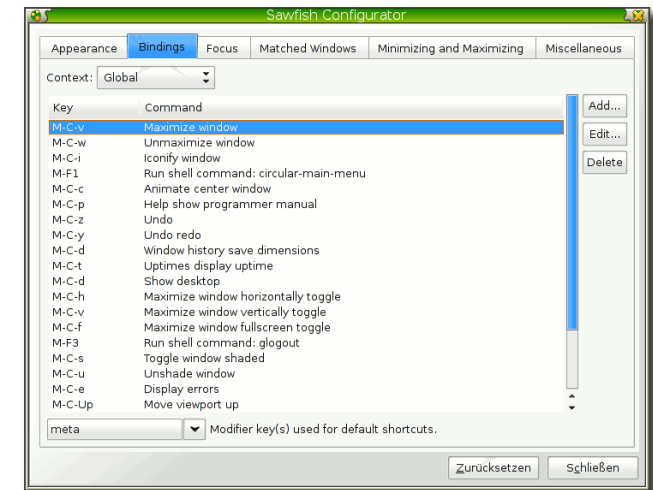 Sawfish Configurator
Appearance Bindings Focus Matched Windows Minimizing and Maximizing Miscellaneous
Context: Global
Key Command
M-C-v Maximize window
M-C-w Unmaximize window
M-C-i Iconify window
M-F1 Run shell command: circular-main-menu
M-C-c Animate center window
M-C-p Help show programmer manual
M-C-z Undo
M-C-y Undo redo
M-C-d Window history save dimensions
M-C-t Uptimes display uptime
M-C-d Show desktop
M-C-h Maximize window horizontally toggle
M-C-v Maximize window vertically toggle
M-C-f Maximize window fullscreen toggle
M-F3 Run shell command: glogout
M-C-s Toggle window shaded
M-C-u Unshade window
M-C-e Display errors
M-C-Up Move viewport up
Add...
Edit...
Delete
meta Modifier key(s) used for default shortcuts.
Zurücksetzen Schließen